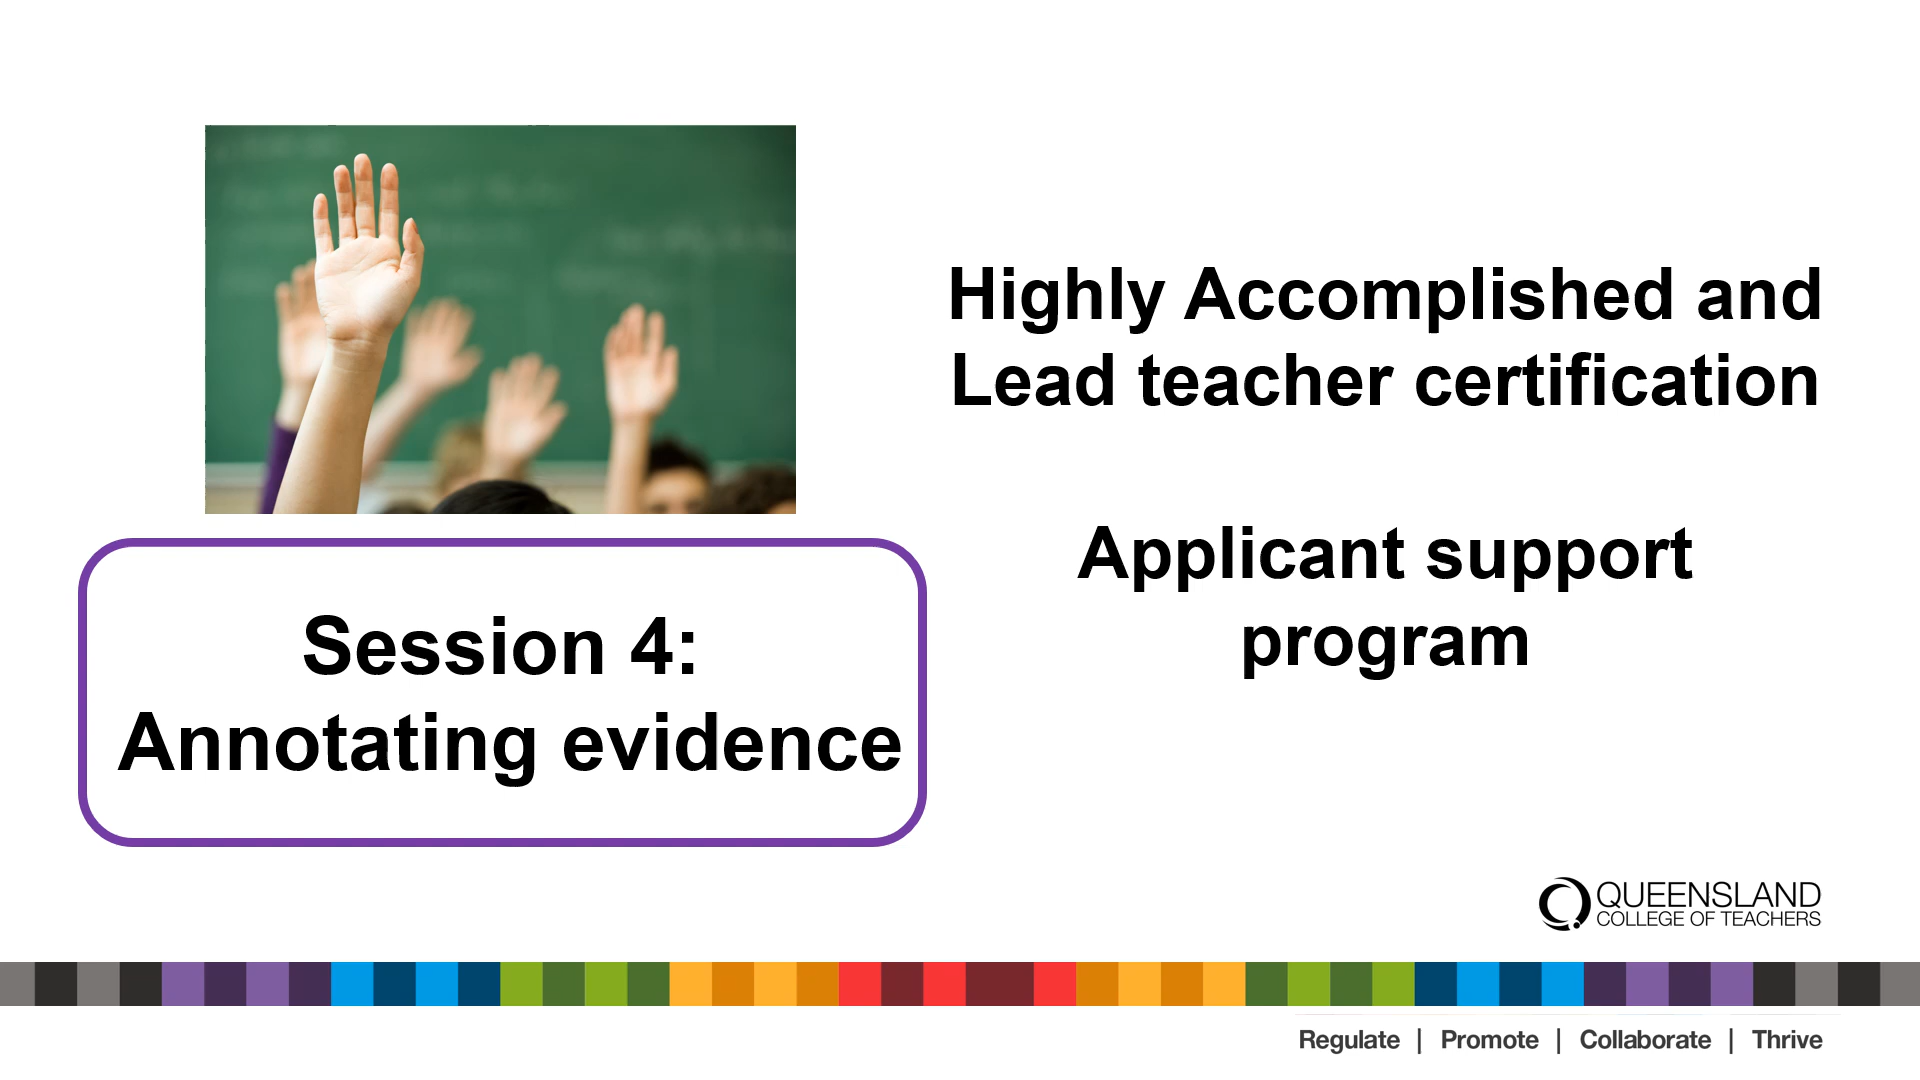 Highly Accomplished and
Lead teacher certification
Applicant support
program
Session 4:
Annotating evidence
QUEENSLAND
COLLEGE OF TEACHERS
Regulate | Promote | Collaborate | Thrive